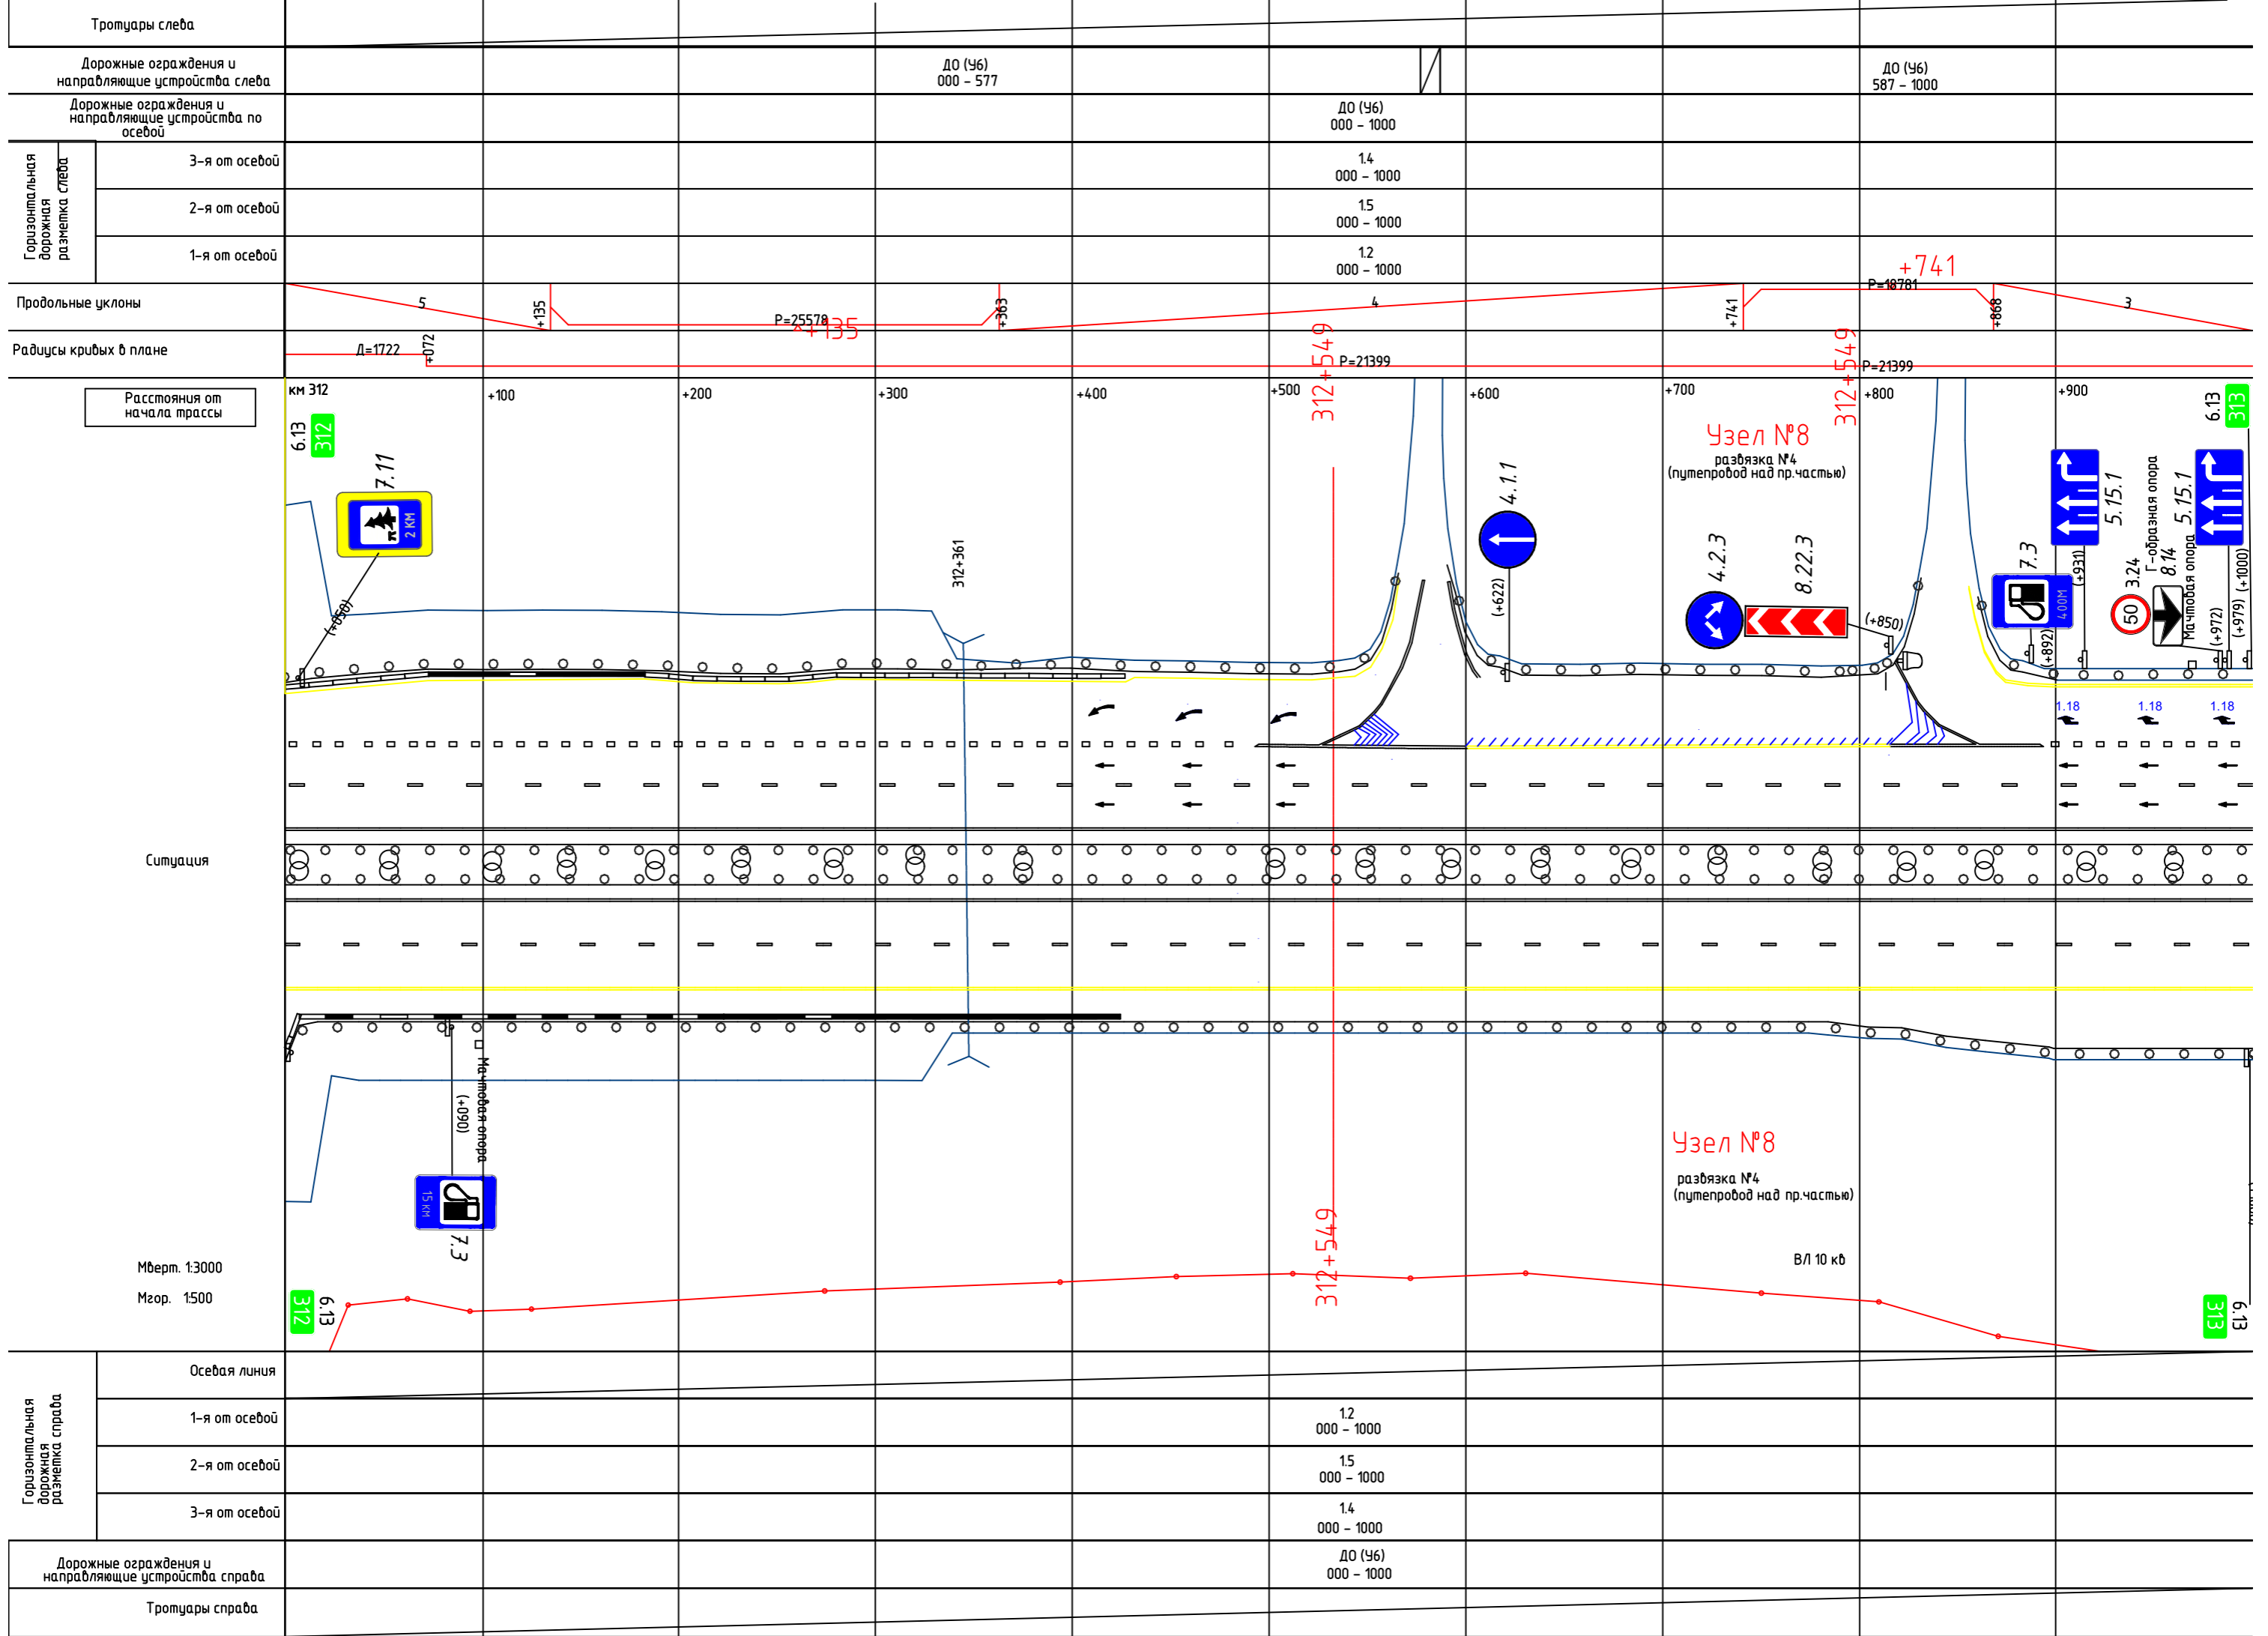 Тротуары слева
Дорожные ограждения и
направляющие устройства слева
ДО (У6)
000 – 577
ДО (У6)
587 – 1000
Дорожные ограждения и
направляющие устройства по
осевой
ДО (У6)
000 – 1000
Горизонтальная
дорожная
разметка слева
3-я от осевой
1.4
000 – 1000
2-я от осевой
1.5
000 – 1000
1-я от осевой
1.2
000 – 1000
Продольные уклоны
5
+135
Р=25578
+135
+363
4
+741
+741
Р=18781
+868
3
Радиусы кривых в плане
Д=1722
+072
Р=21399
Р=21399
312+549
312+549
Расстояния от
начала трассы
км 312
+100
+200
+300
+400
+500
+600
+700
+800
+900
6.13
312
7.11
2 КМ
(+050)
312+361
4.1.1
(+622)
Узел №8
развязка №4
(путепровод над пр.частью)
4.2.3
8.22.3
(+850)
7.3
400М
(+892)
(+931)
5.15.1
3.24
50
Г-образная опора
8.14
Мачтовая опора
5.15.1
(+972)
(+979)
(+1000)
6.13
313
1.18
1.18
1.18
Ситуация
Мачтовая опора
(+090)
15 КМ
7.3
Узел №8
развязка №4
(путепровод над пр.частью)
312+549
ВЛ 10 кв
Мверт. 1:3000
Мгор. 1:500
312
6.13
313
6.13
Горизонтальная
дорожная
разметка справа
Осевая линия
1-я от осевой
1.2
000 – 1000
2-я от осевой
1.5
000 – 1000
3-я от осевой
1.4
000 – 1000
Дорожные ограждения и
направляющие устройства справа
ДО (У6)
000 – 1000
Тротуары справа